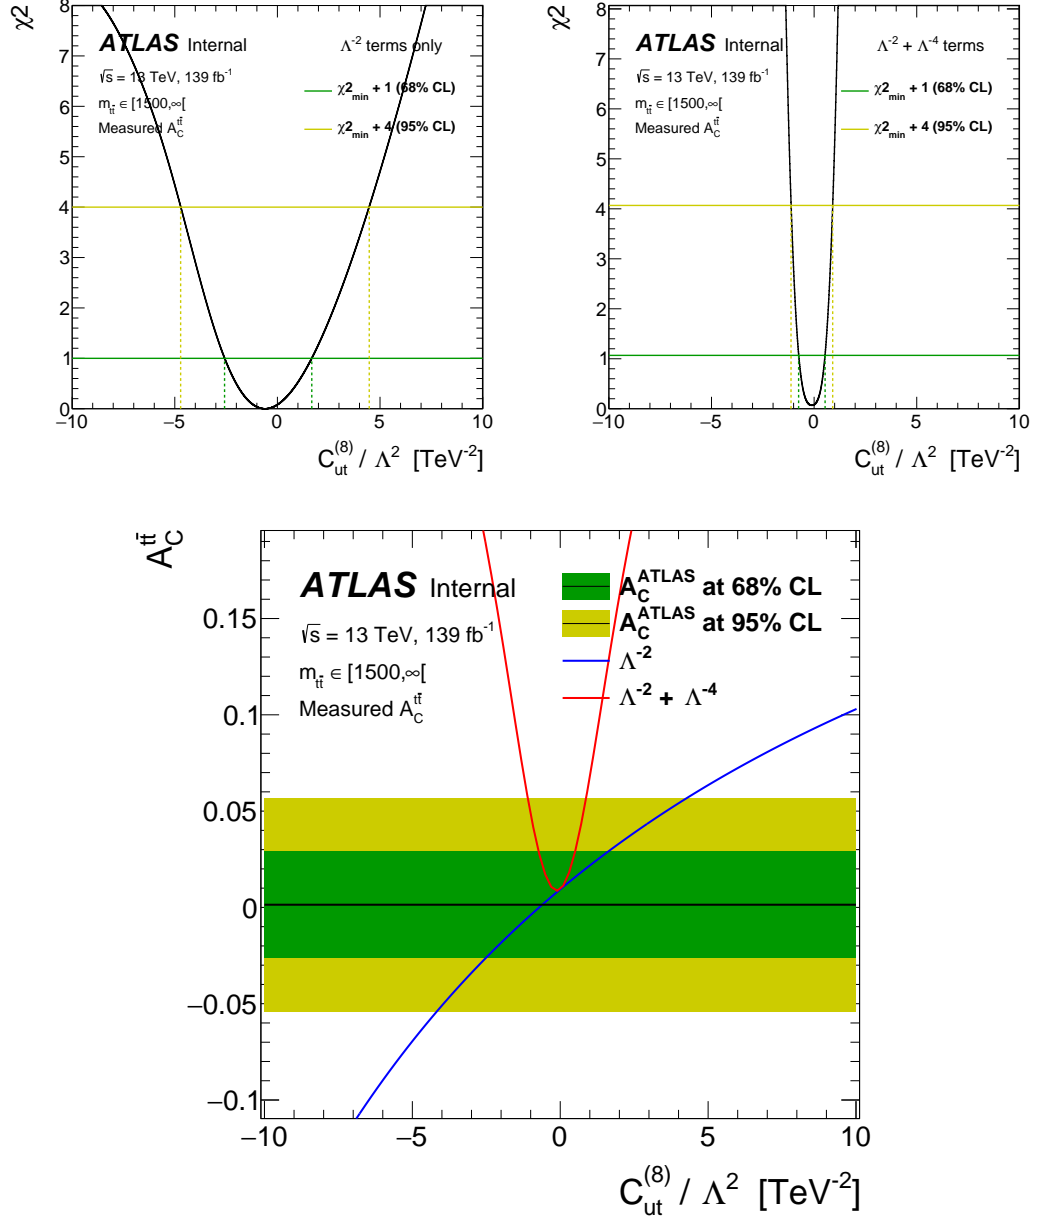 χ2
8
7
6
5
4
3
2
1
0
ATLAS Internal
Λ⁻² terms only
√s = 13 TeV, 139 fb⁻¹
m_tt̄ ∈ [1500,∞[
Measured A_C^tt̄
χ2_min + 1 (68% CL)
χ2_min + 4 (95% CL)
−10 −5 0 5 10
C_ut^(8) / Λ² [TeV⁻²]
χ2
8
7
6
5
4
3
2
1
0
ATLAS Internal
Λ⁻² + Λ⁻⁴ terms
√s = 13 TeV, 139 fb⁻¹
m_tt̄ ∈ [1500,∞[
Measured A_C^tt̄
χ2_min + 1 (68% CL)
χ2_min + 4 (95% CL)
−10 −5 0 5 10
C_ut^(8) / Λ² [TeV⁻²]
A_C^tt̄
0.15
0.1
0.05
0
−0.05
−0.1
ATLAS Internal
√s = 13 TeV, 139 fb⁻¹
m_tt̄ ∈ [1500,∞[
Measured A_C^tt̄
A_C^ATLAS at 68% CL
A_C^ATLAS at 95% CL
Λ⁻²
Λ⁻² + Λ⁻⁴
−10 −5 0 5 10
C_ut^(8) / Λ² [TeV⁻²]